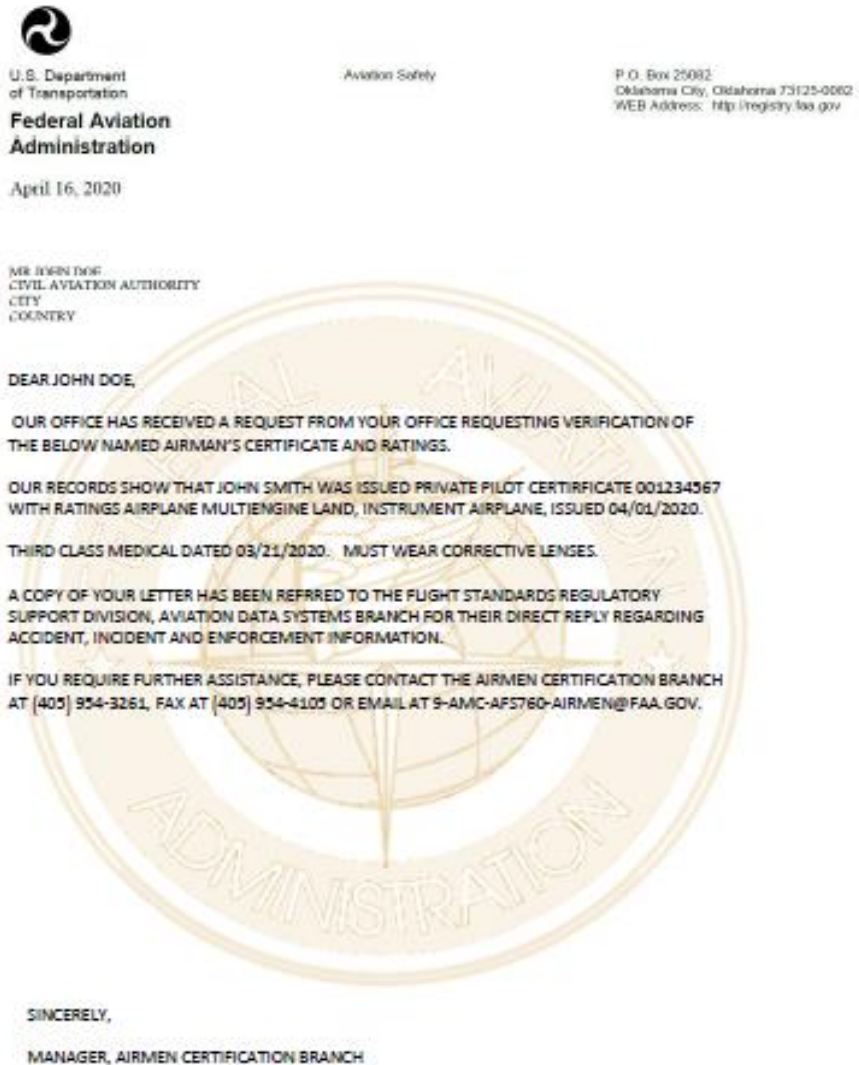 U.S. Department
of Transportation
Federal Aviation
Administration
Aviation Safety
P.O. Box 25082
Oklahoma City, Oklahoma 73125-0082
WEB Address: http://registry.faa.gov
April 16, 2020
MR JOHN DOE
CIVIL AVIATION AUTHORITY
CITY
COUNTRY
DEAR JOHN DOE,
OUR OFFICE HAS RECEIVED A REQUEST FROM YOUR OFFICE REQUESTING VERIFICATION OF
THE BELOW NAMED AIRMAN'S CERTIFICATE AND RATINGS.
OUR RECORDS SHOW THAT JOHN SMITH WAS ISSUED PRIVATE PILOT CERTIRFICATE 001234567
WITH RATINGS AIRPLANE MULTIENGINE LAND, INSTRUMENT AIRPLANE, ISSUED 04/01/2020.
THIRD CLASS MEDICAL DATED 03/21/2020. MUST WEAR CORRECTIVE LENSES.
A COPY OF YOUR LETTER HAS BEEN REFRRED TO THE FLIGHT STANDARDS REGULATORY
SUPPORT DIVISION, AVIATION DATA SYSTEMS BRANCH FOR THEIR DIRECT REPLY REGARDING
ACCIDENT, INCIDENT AND ENFORCEMENT INFORMATION.
IF YOU REQUIRE FURTHER ASSISTANCE, PLEASE CONTACT THE AIRMEN CERTIFICATION BRANCH
AT (405) 954-3261, FAX AT (405) 954-4105 OR EMAIL AT 9-AMC-AFS760-AIRMEN@FAA.GOV.
FEDERAL AVIATION
ADMINISTRATION
SINCERELY,
MANAGER, AIRMEN CERTIFICATION BRANCH